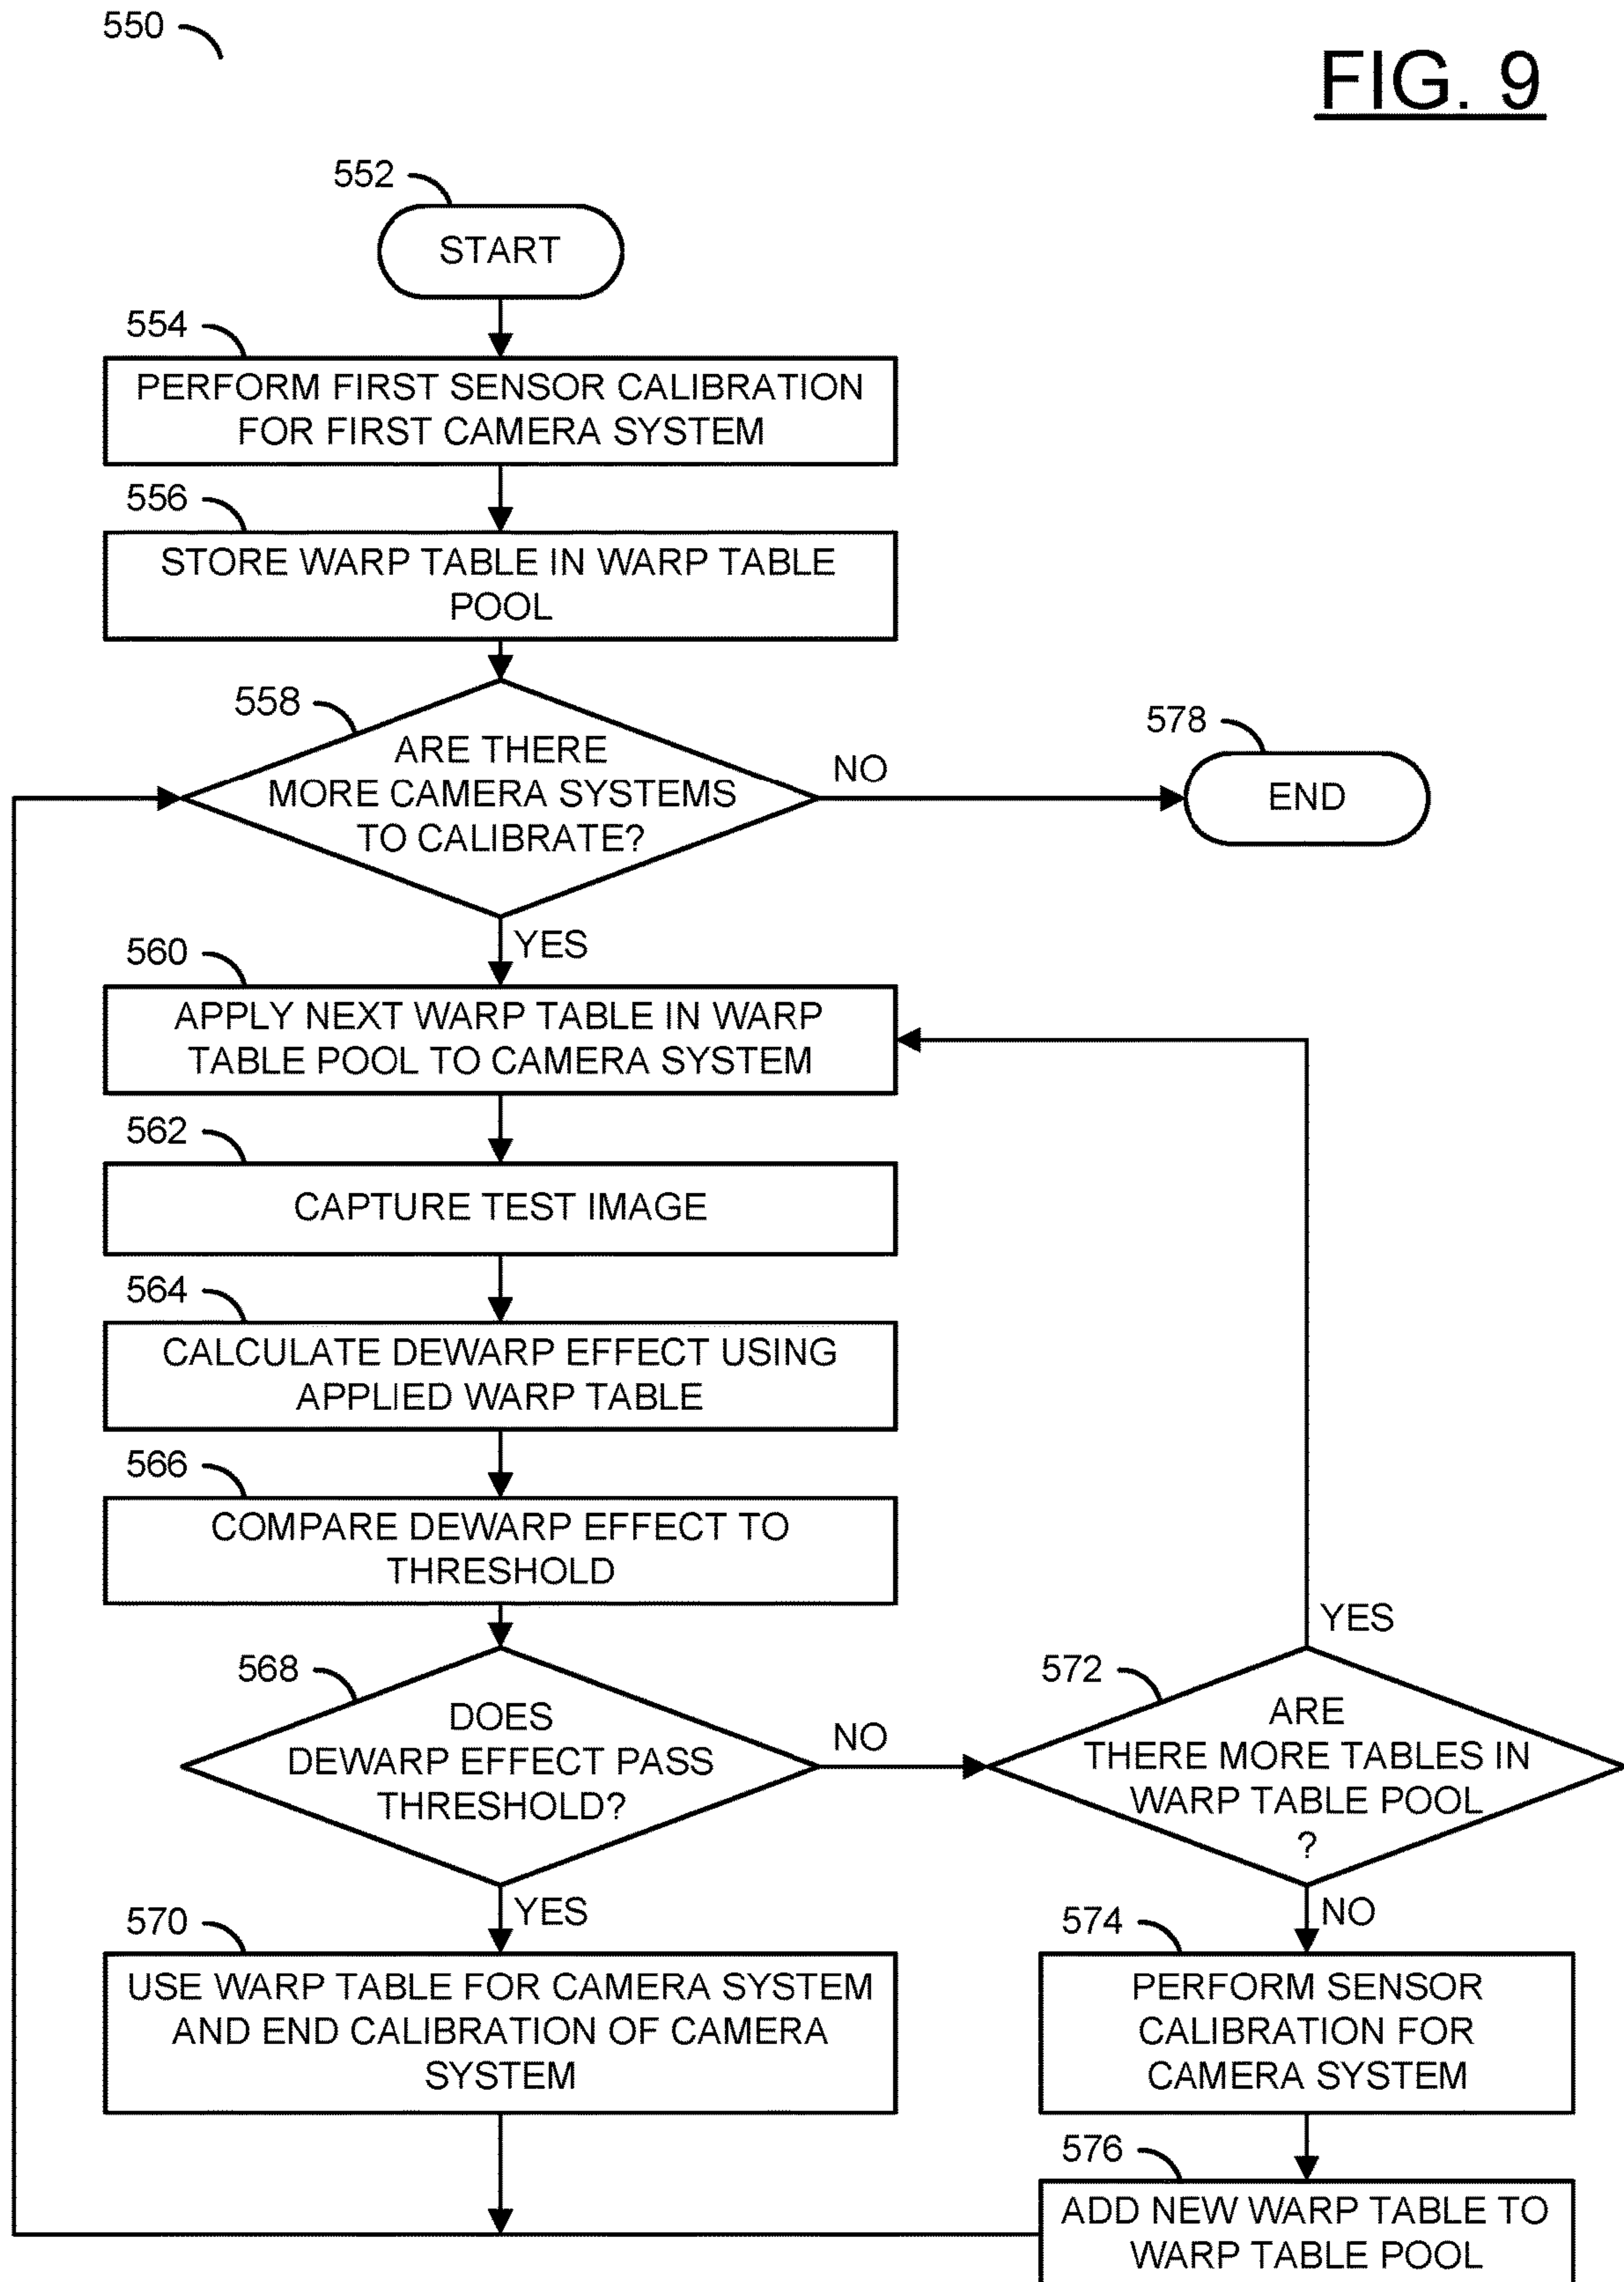 550
FIG. 9
552
START
554
PERFORM FIRST SENSOR CALIBRATION
FOR FIRST CAMERA SYSTEM
556
STORE WARP TABLE IN WARP TABLE
POOL
558
ARE THERE
MORE CAMERA SYSTEMS
TO CALIBRATE?
NO
578
END
YES
560
APPLY NEXT WARP TABLE IN WARP
TABLE POOL TO CAMERA SYSTEM
562
CAPTURE TEST IMAGE
564
CALCULATE DEWARP EFFECT USING
APPLIED WARP TABLE
566
COMPARE DEWARP EFFECT TO
THRESHOLD
568
DOES
DEWARP EFFECT PASS
THRESHOLD?
NO
YES
572
ARE
THERE MORE TABLES IN
WARP TABLE POOL
?
YES
570
USE WARP TABLE FOR CAMERA SYSTEM
AND END CALIBRATION OF CAMERA
SYSTEM
NO
574
PERFORM SENSOR
CALIBRATION FOR
CAMERA SYSTEM
576
ADD NEW WARP TABLE TO
WARP TABLE POOL